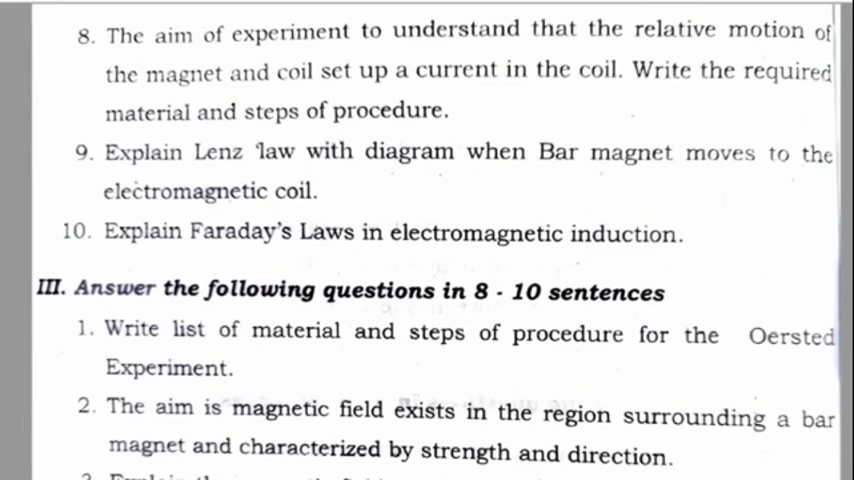 8. The aim of experiment to understand that the relative motion of
the magnet and coil set up a current in the coil. Write the required
material and steps of procedure.
9. Explain Lenz law with diagram when Bar magnet moves to the
electromagnetic coil.
10. Explain Faraday's Laws in electromagnetic induction.
III. Answer the following questions in 8 - 10 sentences
1. Write list of material and steps of procedure for the Oersted
Experiment.
2. The aim is magnetic field exists in the region surrounding a bar
magnet and characterized by strength and direction.